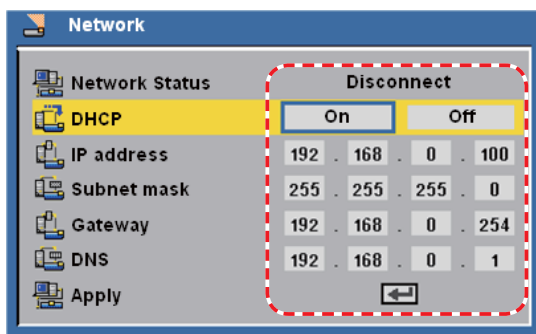 Network
Network Status Disconnect
DHCP On Off
IP address 192 . 168 . 0 . 100
Subnet mask 255 . 255 . 255 . 0
Gateway 192 . 168 . 0 . 254
DNS 192 . 168 . 0 . 1
Apply